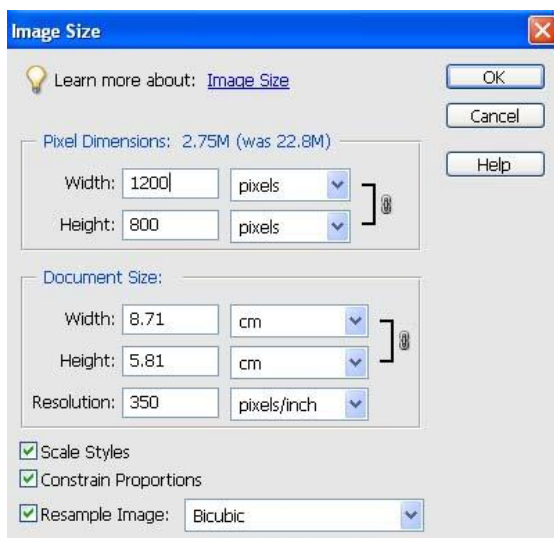 Image Size
Learn more about: Image Size
OK
Cancel
Help
Pixel Dimensions: 2.75M (was 22.8M)
Width: 1200 pixels
Height: 800 pixels
Document Size:
Width: 8.71 cm
Height: 5.81 cm
Resolution: 350 pixels/inch
Scale Styles
Constrain Proportions
Resample Image: Bicubic